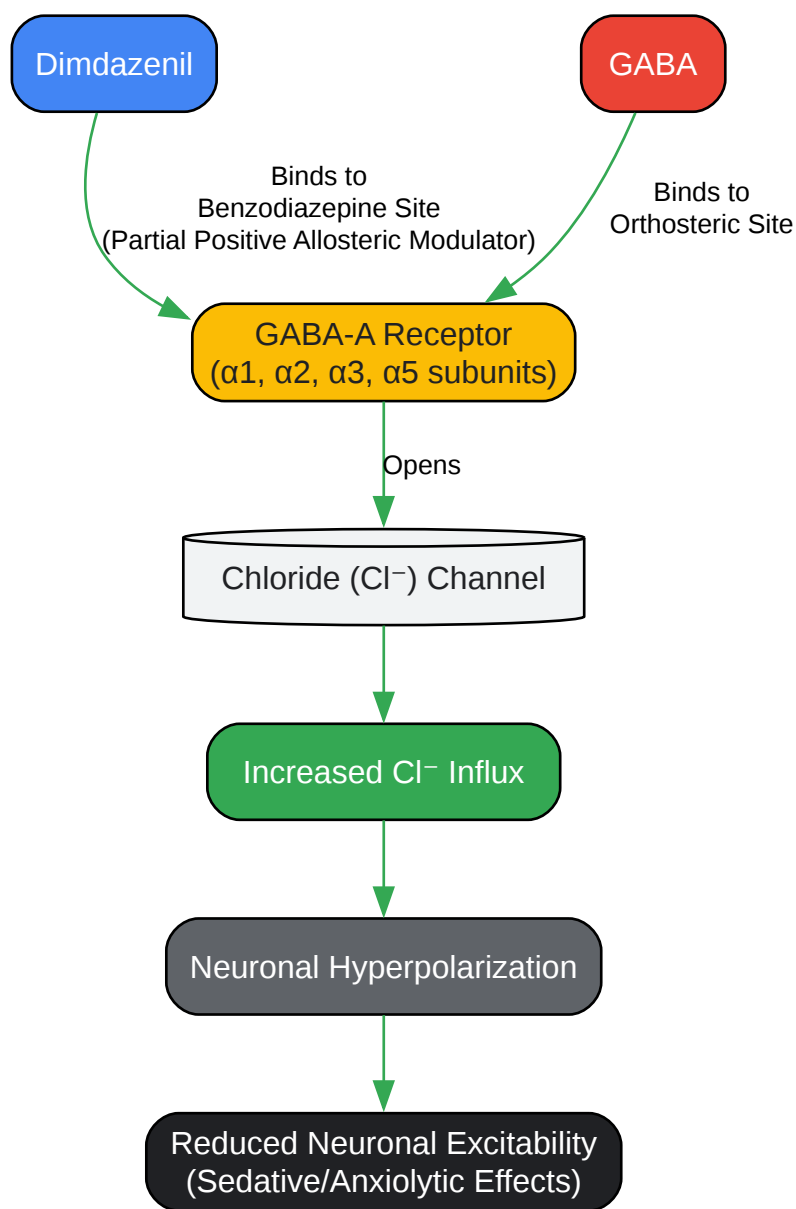 Dimdazenil
GABA
Binds to
Benzodiazepine Site
(Partial Positive Allosteric Modulator)
Binds to
Orthosteric Site
GABA-A Receptor
(α1, α2, α3, α5 subunits)
Opens
Chloride (Cl⁻) Channel
Increased Cl⁻ Influx
Neuronal Hyperpolarization
Reduced Neuronal Excitability
(Sedative/Anxiolytic Effects)